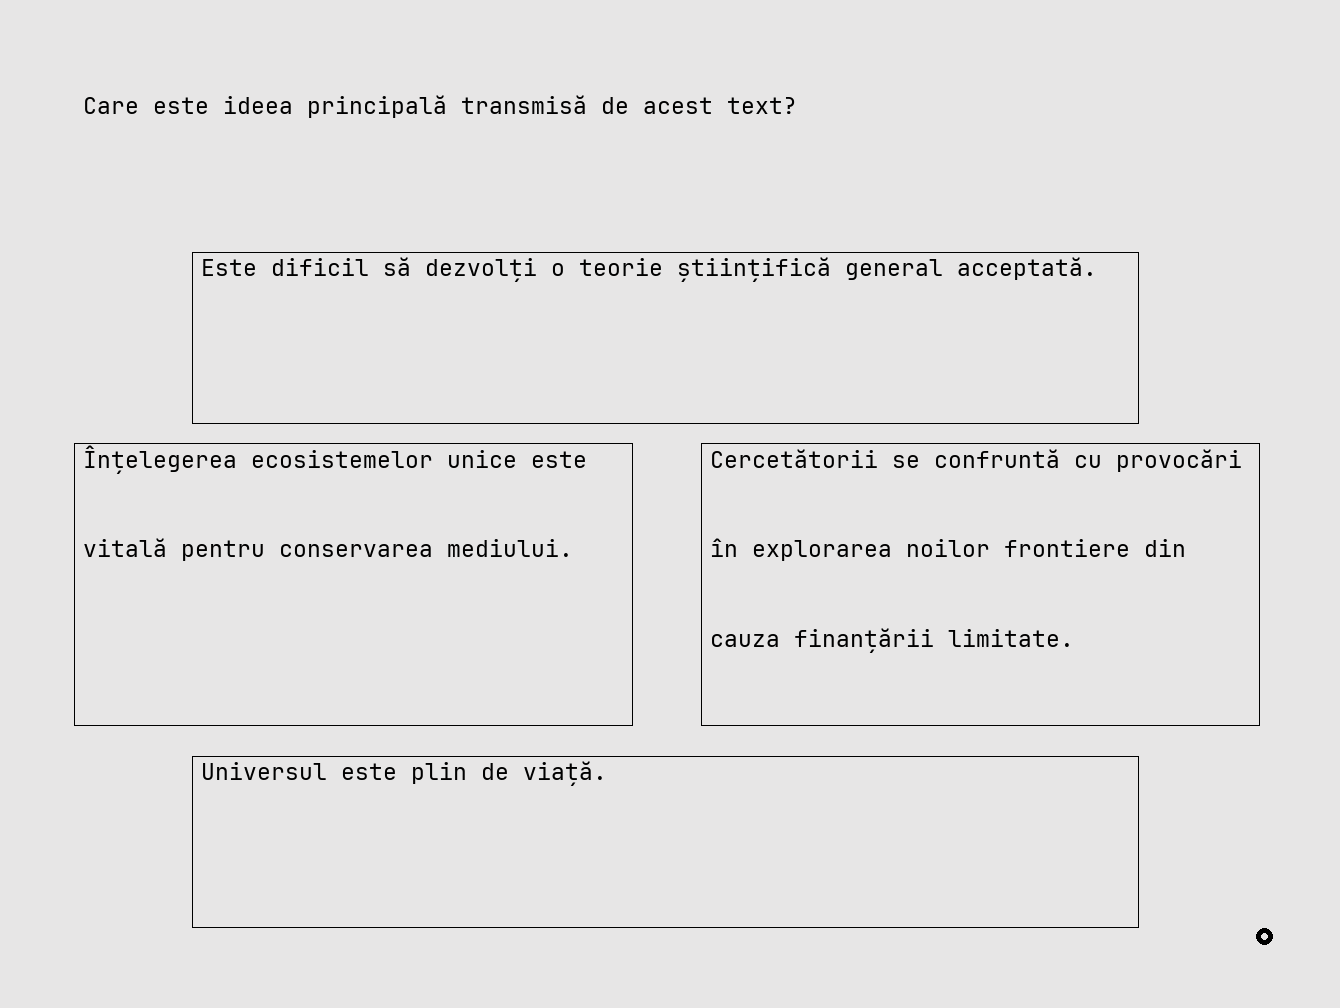 Care este ideea principală transmisă de acest text?
Este dificil să dezvolți o teorie științifică general acceptată.
Înțelegerea ecosistemelor unice este
vitală pentru conservarea mediului.
Cercetătorii se confruntă cu provocări
în explorarea noilor frontiere din
cauza finanțării limitate.
Universul este plin de viață.